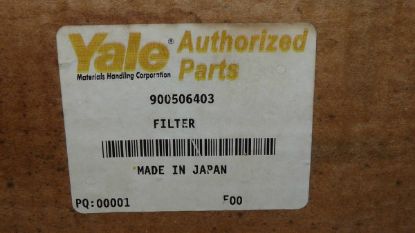 Yale® Authorized
Materials Handling Corporation Parts
900506403
FILTER
MADE IN JAPAN
PQ:00001 F00